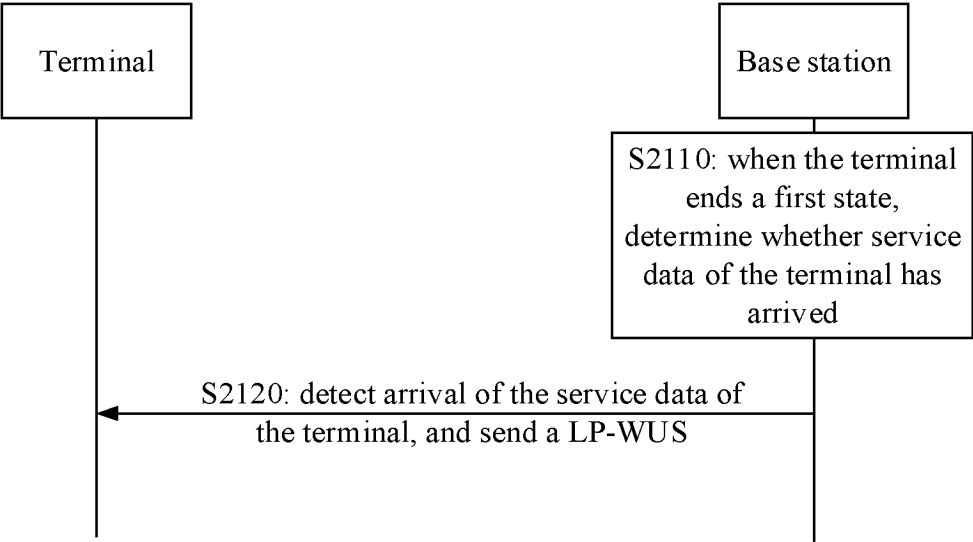 Terminal
Base station
S2110: when the terminal
ends a first state,
determine whether service
data of the terminal has
arrived
S2120: detect arrival of the service data of
the terminal, and send a LP-WUS